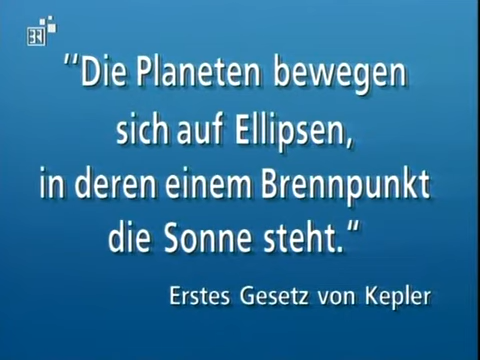 "Die Planeten bewegen
sich auf Ellipsen,
in deren einem Brennpunkt
die Sonne steht."
Erstes Gesetz von Kepler